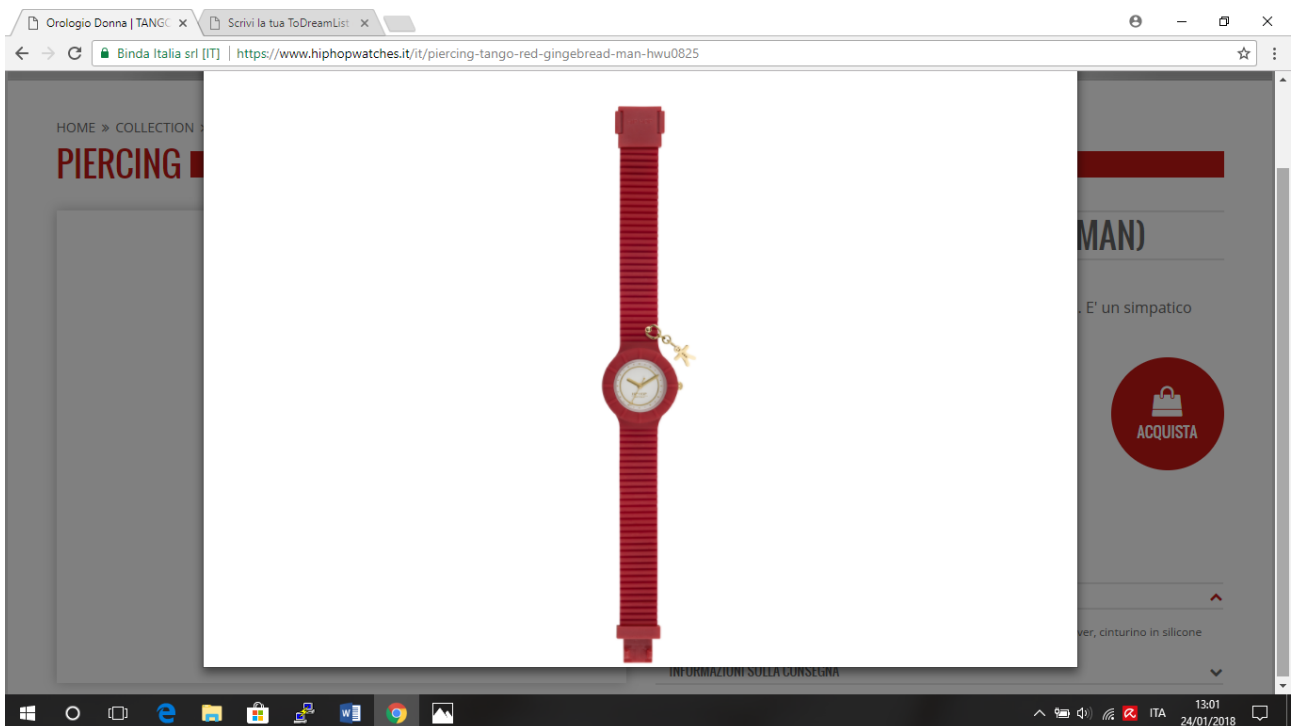 Orologio Donna | TANGO
Scrivi la tua ToDreamList
Binda Italia srl [IT] | https://www.hiphopwatches.it/it/piercing-tango-red-gingebread-man-hwu0825
HOME » COLLECTION »
PIERCING
MAN)
. E' un simpatico
ACQUISTA
ver, cinturino in silicone
INFORMAZIONI SULLA CONSEGNA
ITA
13:01
24/01/2018